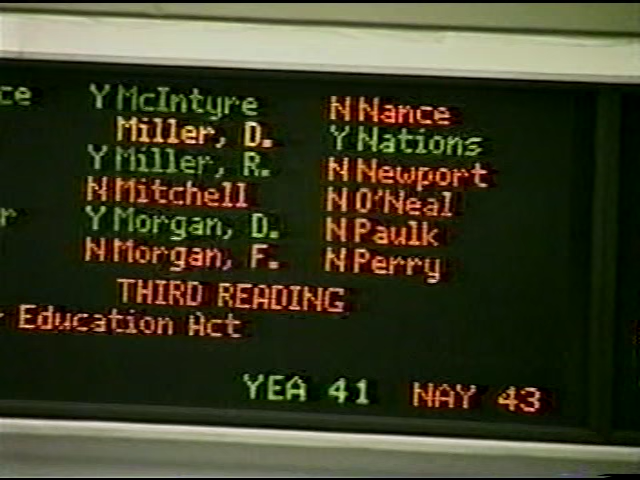 ce Y McIntyre N Nance
Miller, D. Y Nations
Y Miller, R. N Newport
N Mitchell N O'Neal
r Y Morgan, D. N Paulk
N Morgan, F. N Perry
THIRD READING
Education Act
YEA 41 NAY 43